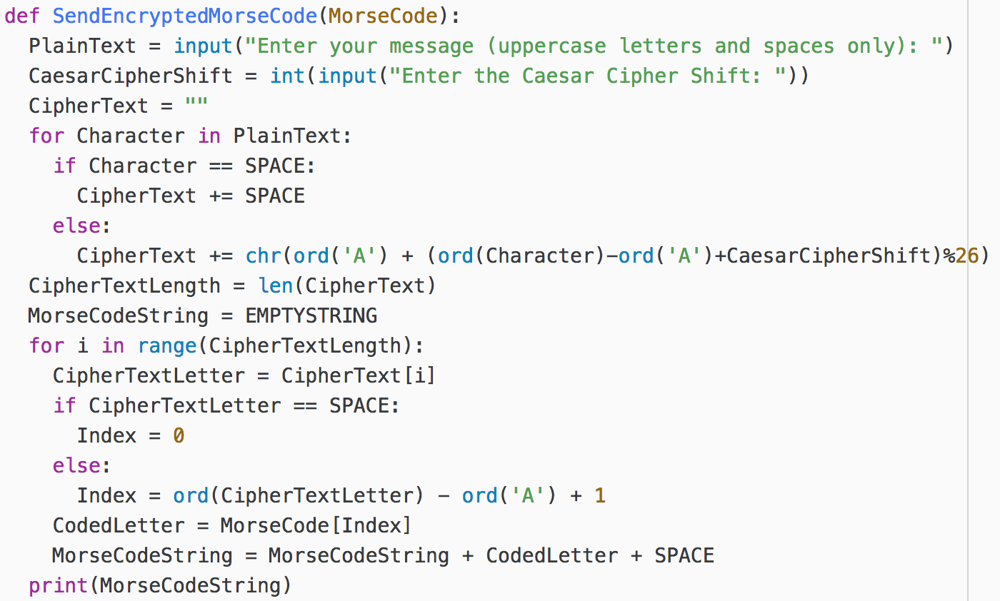 def SendEncryptedMorseCode(MorseCode):
  PlainText = input("Enter your message (uppercase letters and spaces only): ")
  CaesarCipherShift = int(input("Enter the Caesar Cipher Shift: "))
  CipherText = ""
  for Character in PlainText:
    if Character == SPACE:
      CipherText += SPACE
    else:
      CipherText += chr(ord('A') + (ord(Character)-ord('A')+CaesarCipherShift)%26)
  CipherTextLength = len(CipherText)
  MorseCodeString = EMPTYSTRING
  for i in range(CipherTextLength):
    CipherTextLetter = CipherText[i]
    if CipherTextLetter == SPACE:
      Index = 0
    else:
      Index = ord(CipherTextLetter) - ord('A') + 1
    CodedLetter = MorseCode[Index]
    MorseCodeString = MorseCodeString + CodedLetter + SPACE
  print(MorseCodeString)